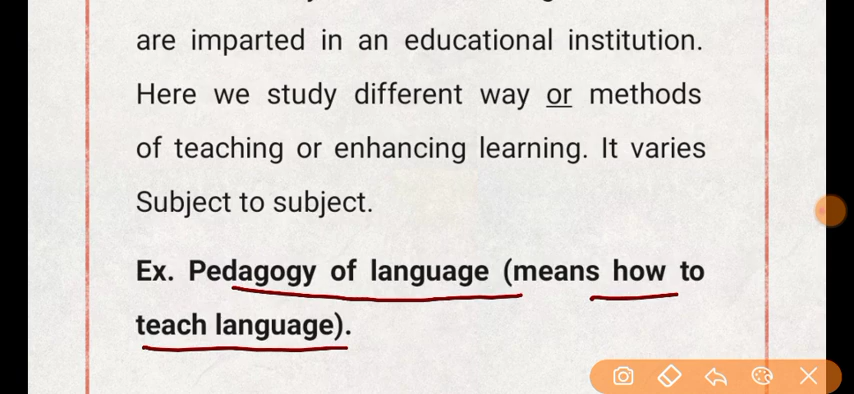 are imparted in an educational institution.
Here we study different way or methods
of teaching or enhancing learning. It varies
Subject to subject.
Ex. Pedagogy of language (means how to
teach language).